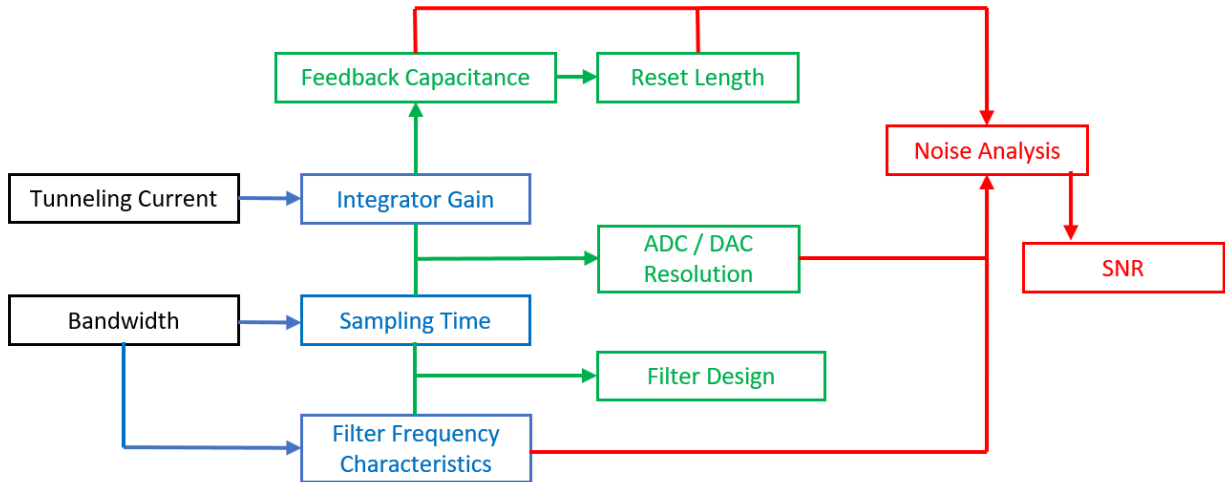 Feedback Capacitance
Reset Length
Noise Analysis
Tunneling Current
Integrator Gain
ADC / DAC
Resolution
SNR
Bandwidth
Sampling Time
Filter Design
Filter Frequency
Characteristics